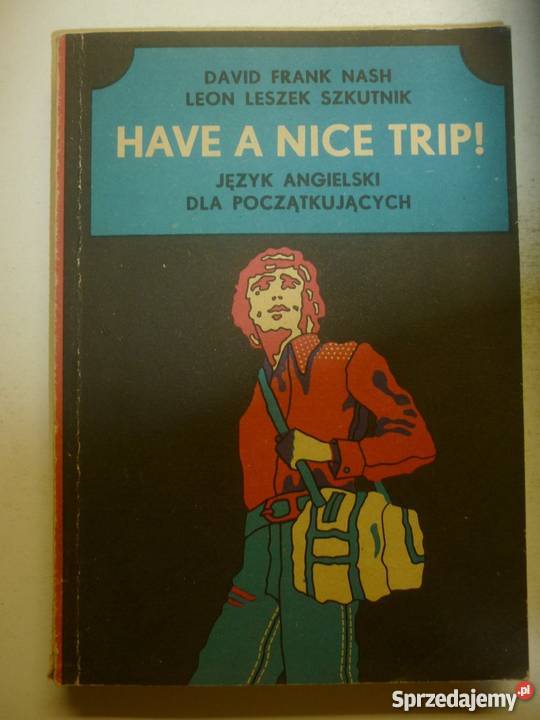 DAVID FRANK NASH
LEON LESZEK SZKUTNIK
HAVE A NICE TRIP!
JĘZYK ANGIELSKI
DLA POCZĄTKUJĄCYCH
Sprzedajemy.pl